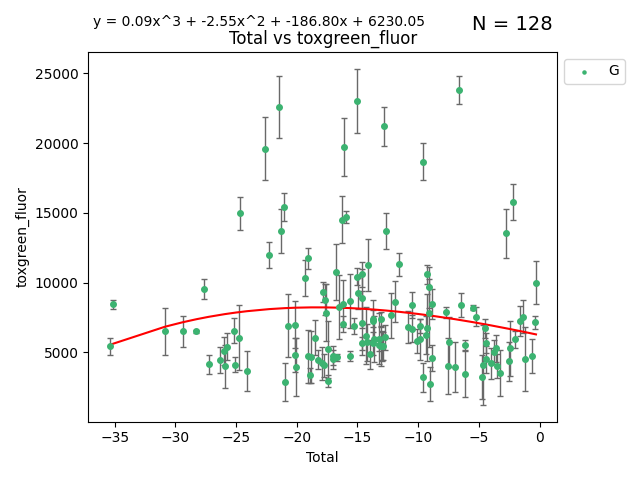 y = 0.09x^3 + -2.55x^2 + -186.80x + 6230.05
N = 128
Total vs toxgreen_fluor
G
25000
20000
15000
10000
5000
toxgreen_fluor
−35 −30 −25 −20 −15 −10 −5 0
Total